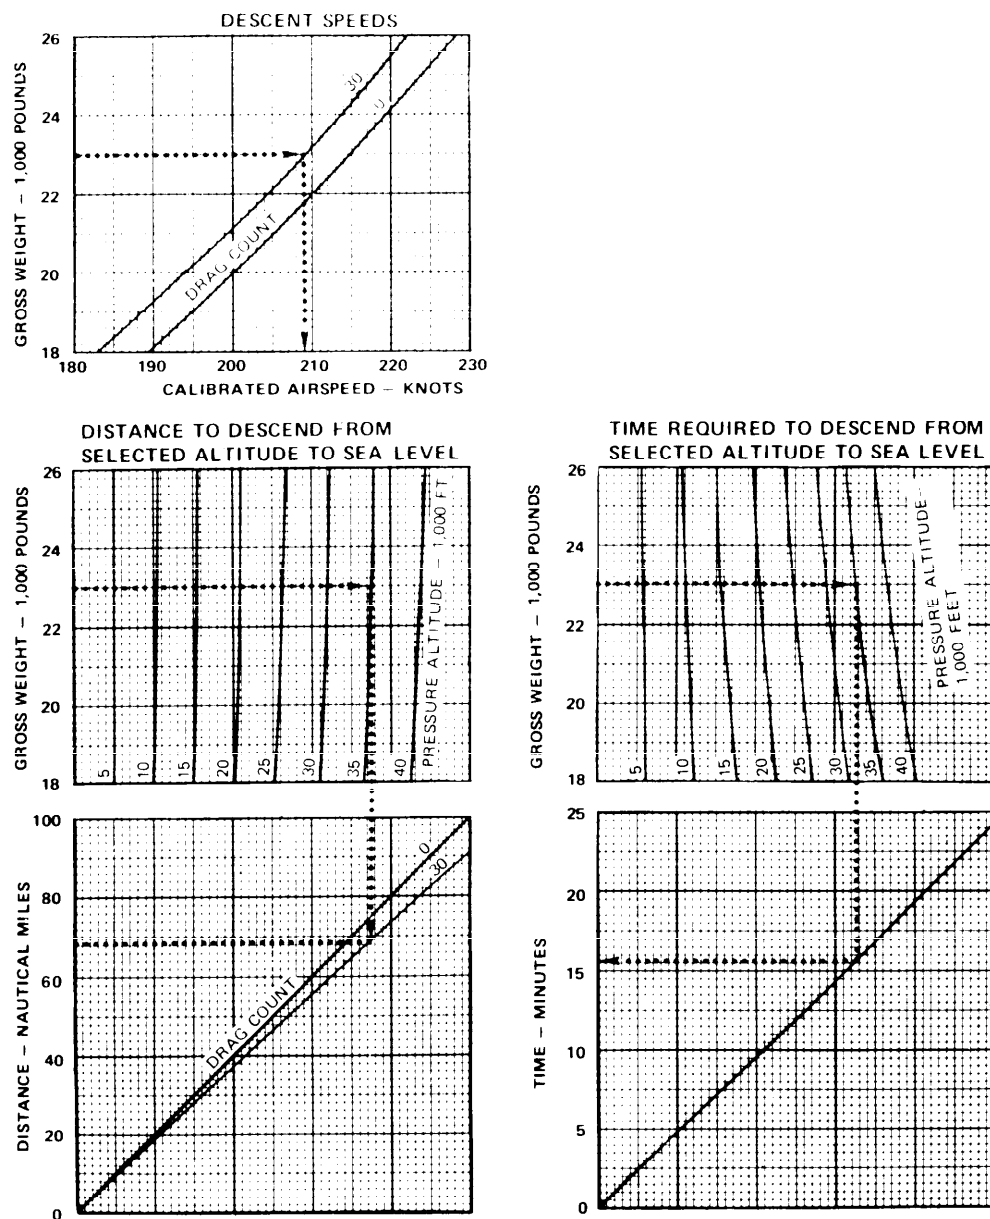 DESCENT SPEEDS
GROSS WEIGHT – 1,000 POUNDS
26
24
22
20
18
30
0
DRAG COUNT
180 190 200 210 220 230
CALIBRATED AIRSPEED – KNOTS
DISTANCE TO DESCEND FROM
SELECTED ALTITUDE TO SEA LEVEL
GROSS WEIGHT – 1,000 POUNDS
26
24
22
20
18
5 10 15 20 25 30 35 40
PRESSURE ALTITUDE – 1,000 FT
DISTANCE – NAUTICAL MILES
100
80
60
40
20
0
0
30
DRAG COUNT
TIME REQUIRED TO DESCEND FROM
SELECTED ALTITUDE TO SEA LEVEL
GROSS WEIGHT – 1,000 POUNDS
26
24
22
20
18
5 10 15 20 25 30 35 40
PRESSURE ALTITUDE –
1,000 FEET
TIME – MINUTES
25
20
15
10
5
0